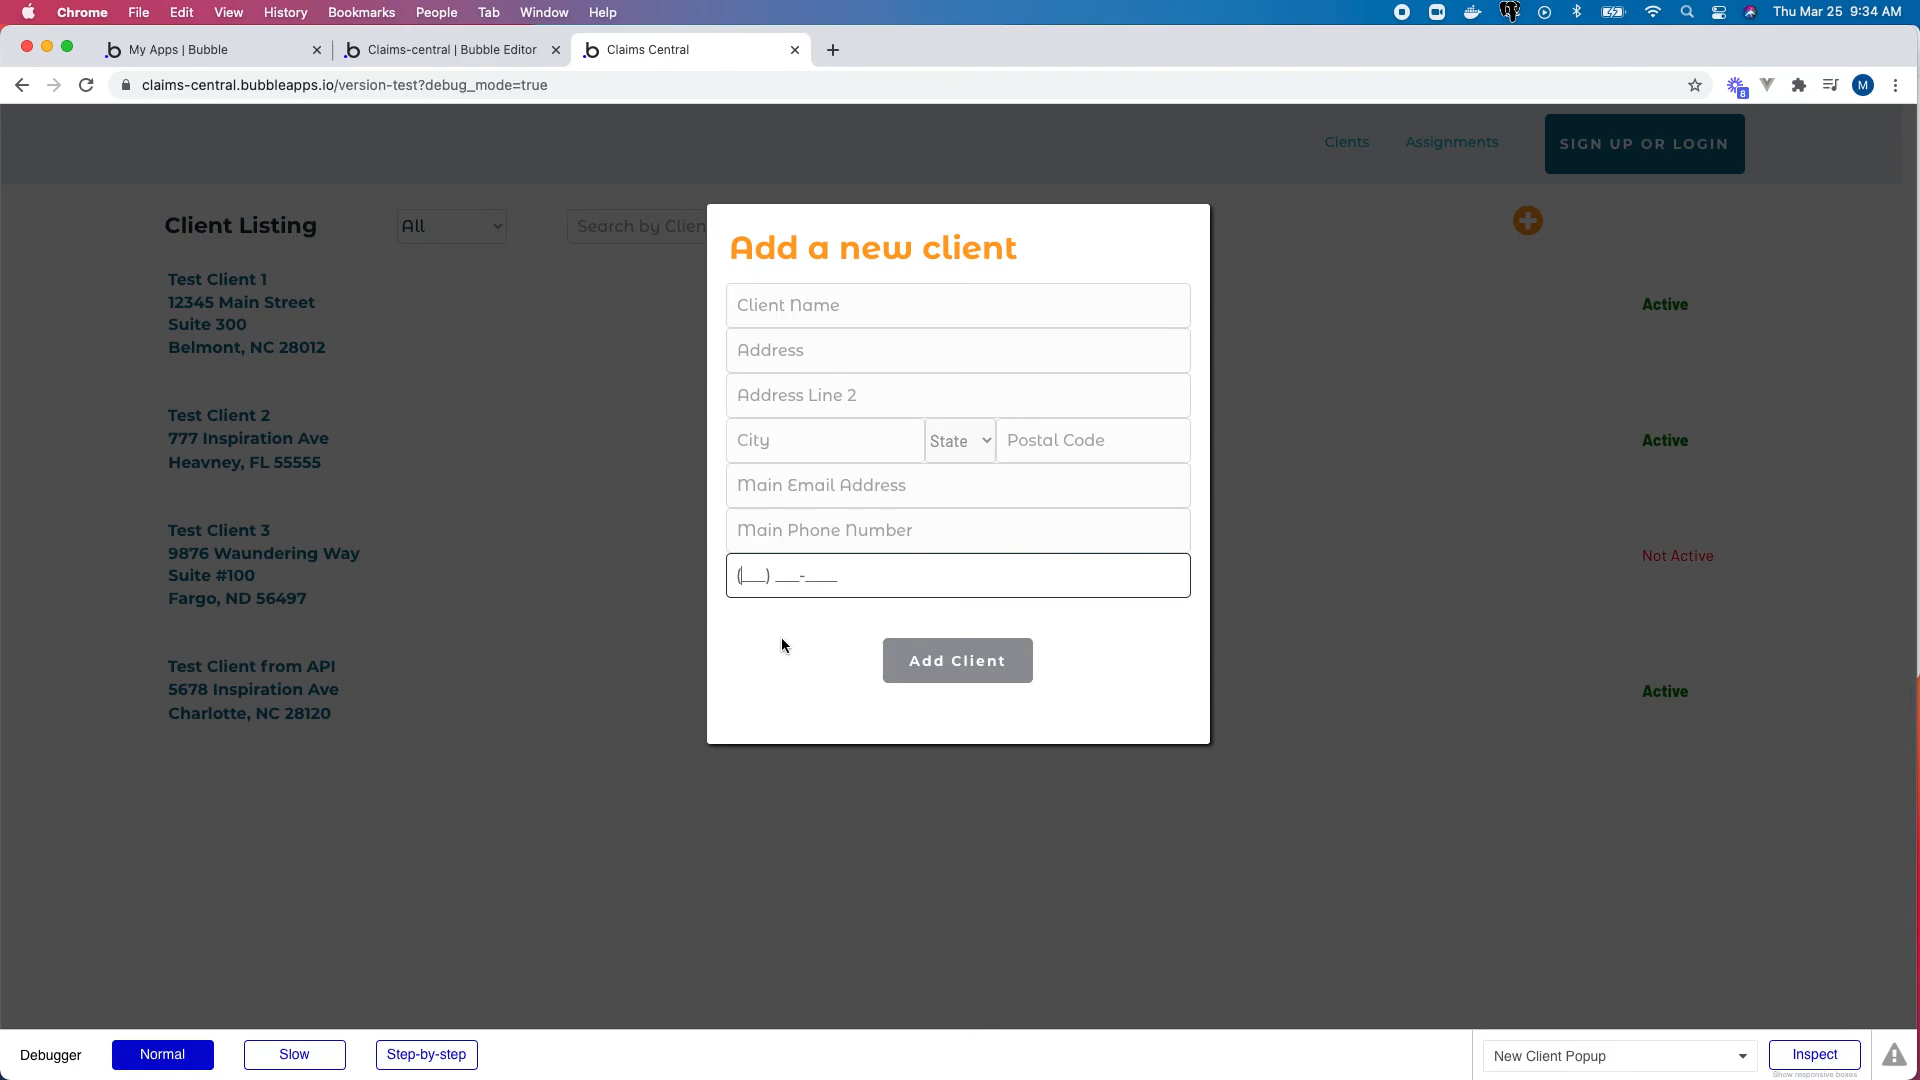 Chrome File Edit View History Bookmarks People Tab Window Help Thu Mar 25 9:34 AM
My Apps | Bubble Claims-central | Bubble Editor Claims Central
claims-central.bubbleapps.io/version-test?debug_mode=true 8 M
Clients Assignments SIGN UP OR LOGIN
Client Listing All Search by Clien
Add a new client
Client Name
Address
Address Line 2
City State Postal Code
Main Email Address
Main Phone Number
(___) ___-____
Add Client
Test Client 1
12345 Main Street
Suite 300
Belmont, NC 28012
Active
Test Client 2
777 Inspiration Ave
Heavney, FL 55555
Active
Test Client 3
9876 Waundering Way
Suite #100
Fargo, ND 56497
Not Active
Test Client from API
5678 Inspiration Ave
Charlotte, NC 28120
Active
Debugger Normal Slow Step-by-step New Client Popup Inspect
Show responsive boxes